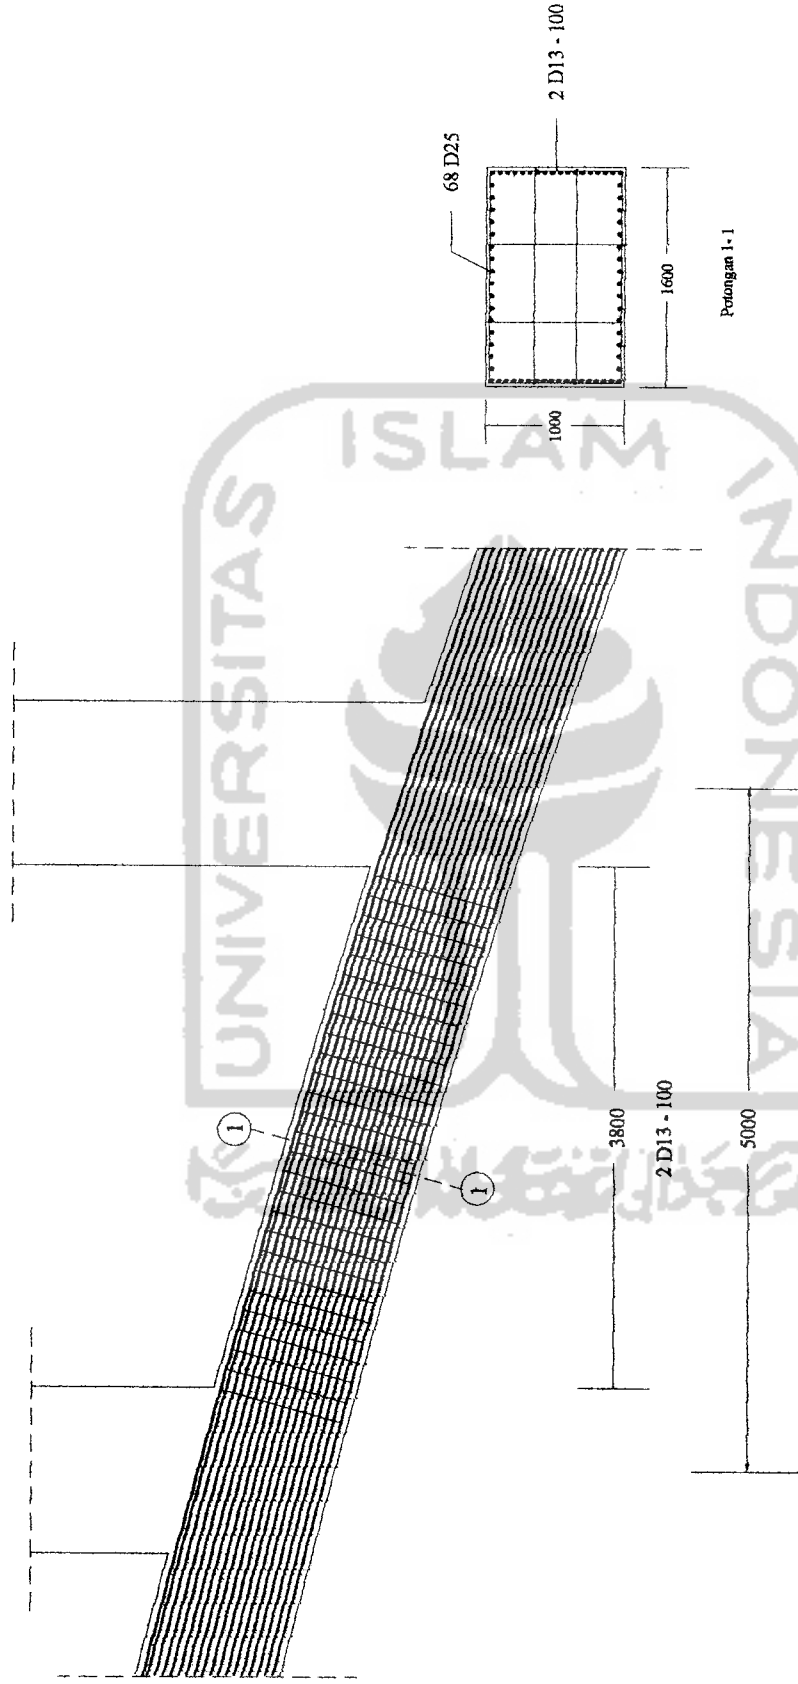 68 D25
2 D13 - 100
1000
1600
Potongan 1-1
1
1
3800
2 D13 - 100
5000
UNIVERSITAS
ISLAM
INDONESIA